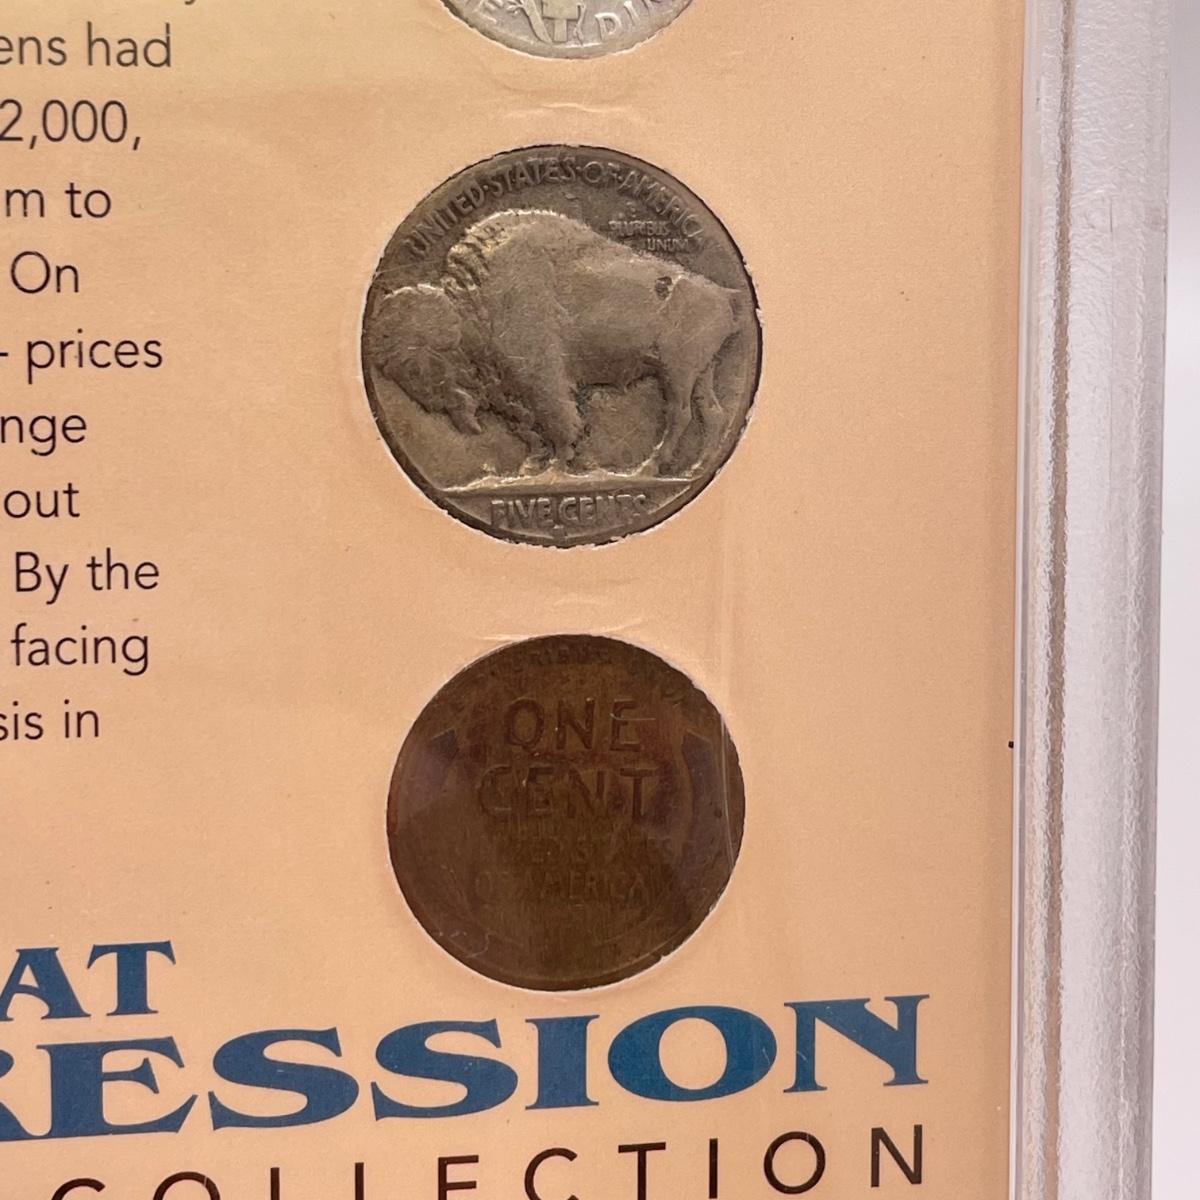 ens had
2,000,
m to
On
- prices
nge
out
By the
facing
sis in
DIM
UNITED·STATES·OF·AMERICA
PLURIBUS
UNUM
FIVE CENTS
ONE
CENT
UNITED STATES
OF AMERICA
AT
RESSION
COLLECTION